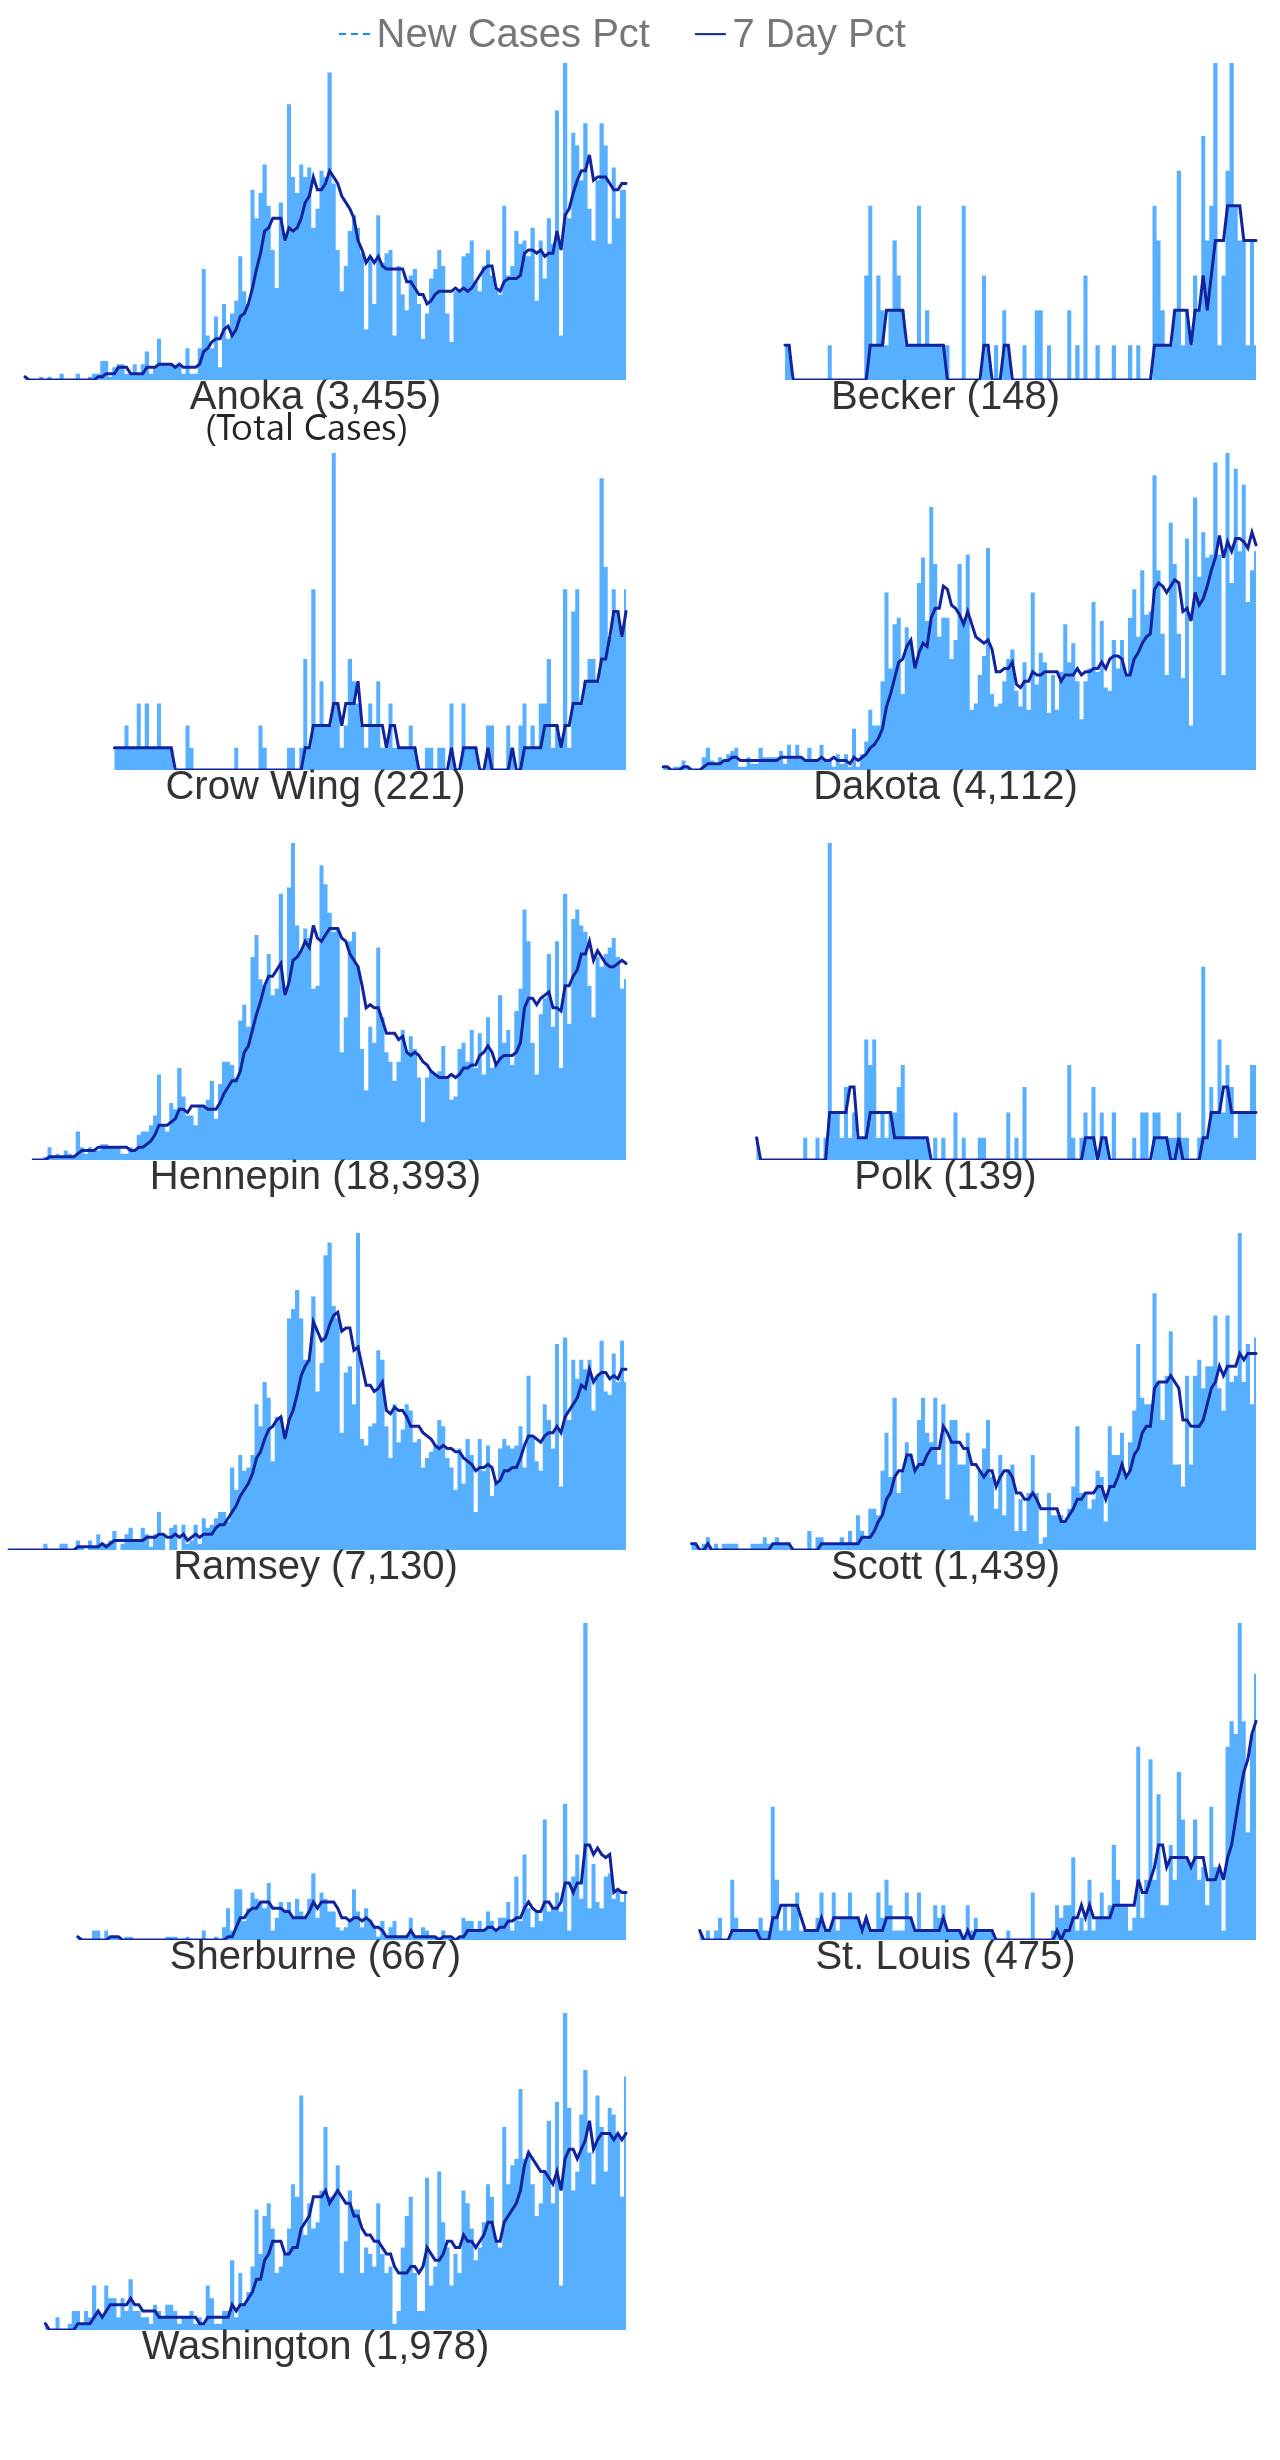 New Cases Pct 7 Day Pct
Anoka (3,455) Becker (148)
(Total Cases)
Crow Wing (221) Dakota (4,112)
Hennepin (18,393) Polk (139)
Ramsey (7,130) Scott (1,439)
Sherburne (667) St. Louis (475)
Washington (1,978)